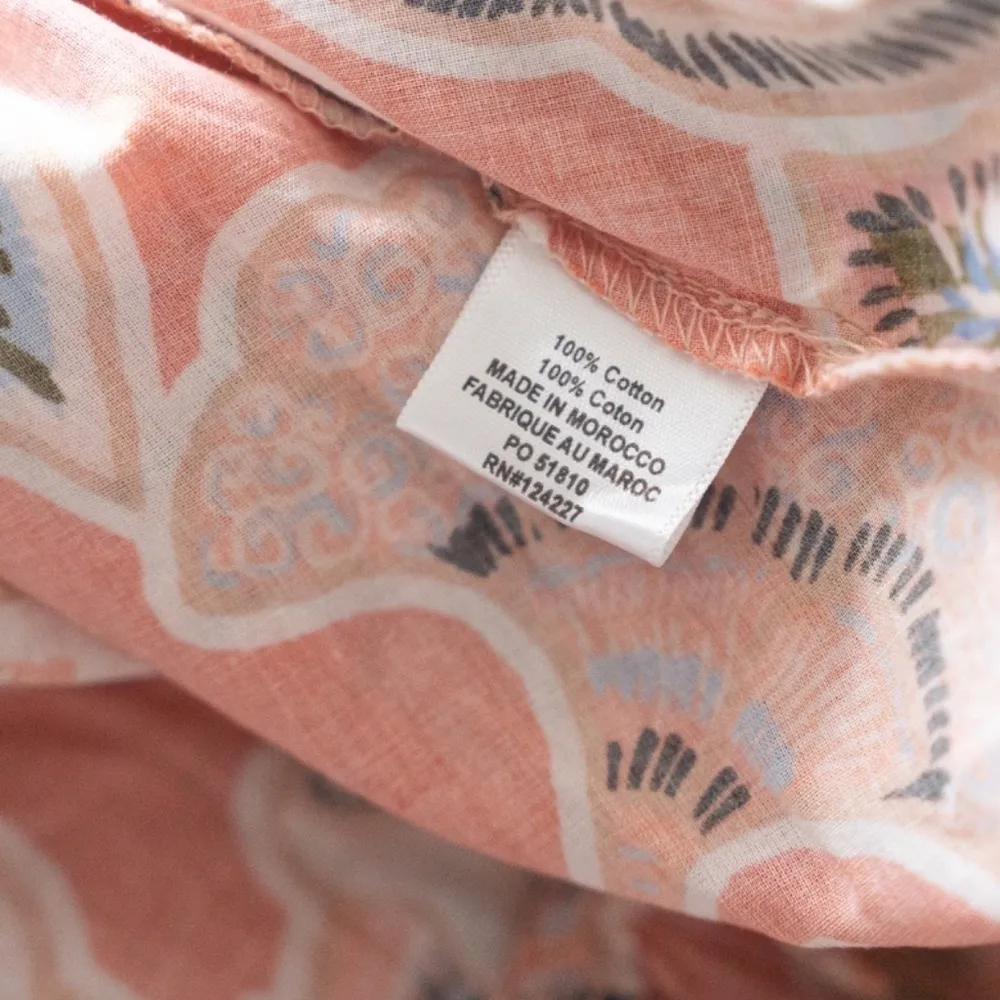 100% Cotton
100% Coton
MADE IN MOROCCO
FABRIQUE AU MAROC
PO 51810
RN#124227